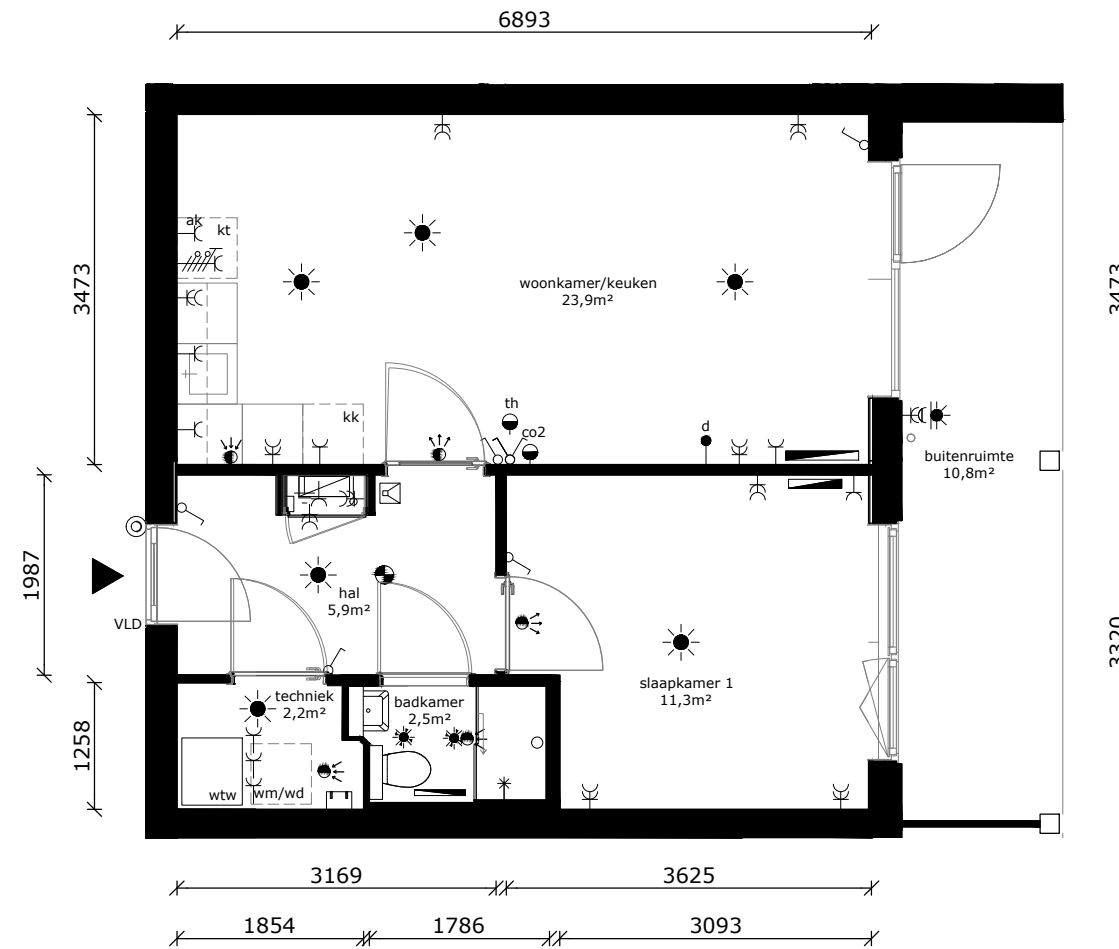 6893
3473
3473
ak
kt
woonkamer/keuken
23,9m²
kk
th
co2
d
buitenruimte
10,8m²
1987
hal
5,9m²
VLD
3320
slaapkamer 1
11,3m²
techniek
2,2m²
badkamer
2,5m²
1258
wtw
wm/wd
3169
3625
1854
1786
3093